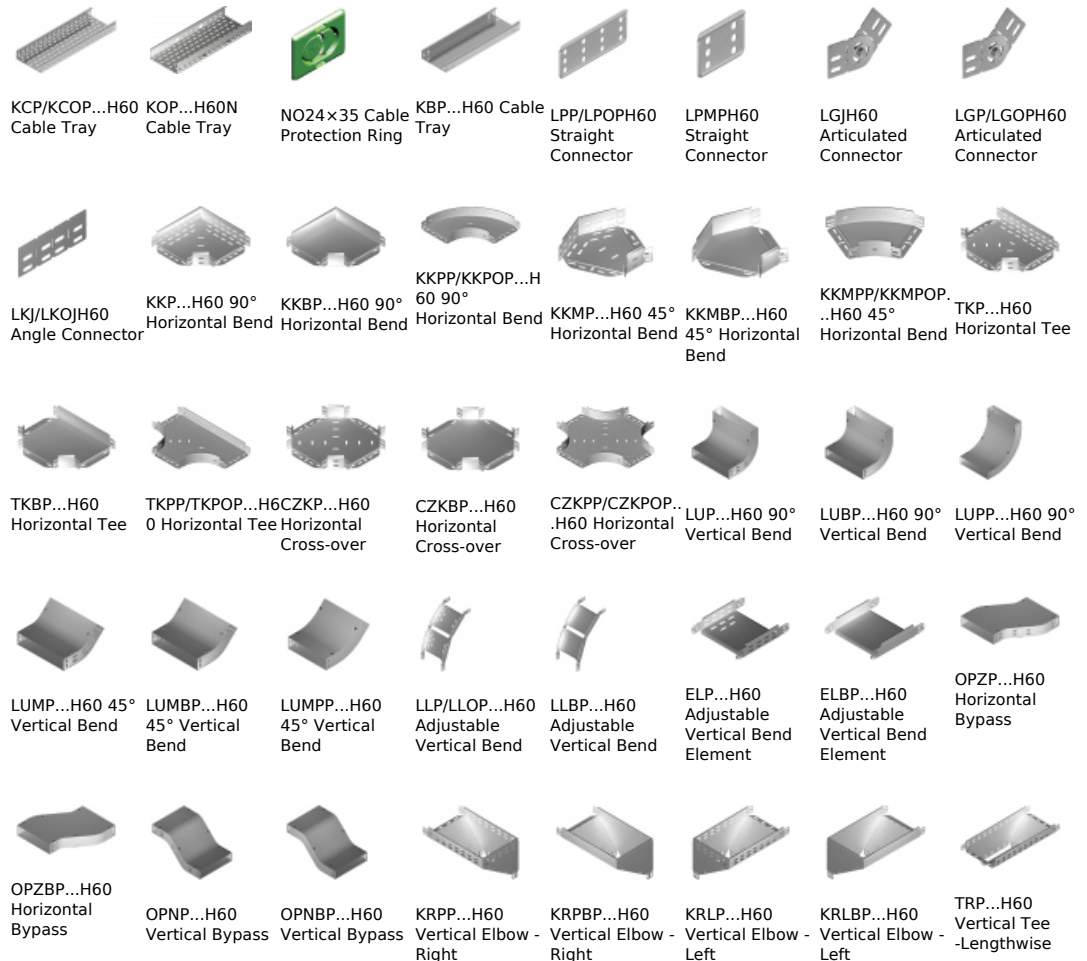 KCP/KCOP...H60
Cable Tray
KOP...H60N
Cable Tray
NO24×35 Cable
Protection Ring
KBP...H60 Cable
Tray
LPP/LPOPH60
Straight
Connector
LPMPH60
Straight
Connector
LGJH60
Articulated
Connector
LGP/LGOPH60
Articulated
Connector
LKJ/LKOJH60
Angle Connector
KKP...H60 90°
Horizontal Bend
KKBP...H60 90°
Horizontal Bend
KKPP/KKPOP...H
60 90°
Horizontal Bend
KKMP...H60 45°
Horizontal Bend
KKMBP...H60
45° Horizontal
Bend
KKMPP/KKMPOP.
..H60 45°
Horizontal Bend
TKP...H60
Horizontal Tee
TKBP...H60
Horizontal Tee
TKPP/TKPOP...H6
0 Horizontal Tee
CZKP...H60
Horizontal
Cross-over
CZKBP...H60
Horizontal
Cross-over
CZKPP/CZKPOP..
.H60 Horizontal
Cross-over
LUP...H60 90°
Vertical Bend
LUBP...H60 90°
Vertical Bend
LUPP...H60 90°
Vertical Bend
LUMP...H60 45°
Vertical Bend
LUMBP...H60
45° Vertical
Bend
LUMPP...H60
45° Vertical
Bend
LLP/LLOP...H60
Adjustable
Vertical Bend
LLBP...H60
Adjustable
Vertical Bend
ELP...H60
Adjustable
Vertical Bend
Element
ELBP...H60
Adjustable
Vertical Bend
Element
OPZP...H60
Horizontal
Bypass
OPZBP...H60
Horizontal
Bypass
OPNP...H60
Vertical Bypass
OPNBP...H60
Vertical Bypass
KRPP...H60
Vertical Elbow -
Right
KRPBP...H60
Vertical Elbow -
Right
KRLP...H60
Vertical Elbow -
Left
KRLBP...H60
Vertical Elbow -
Left
TRP...H60
Vertical Tee
-Lengthwise